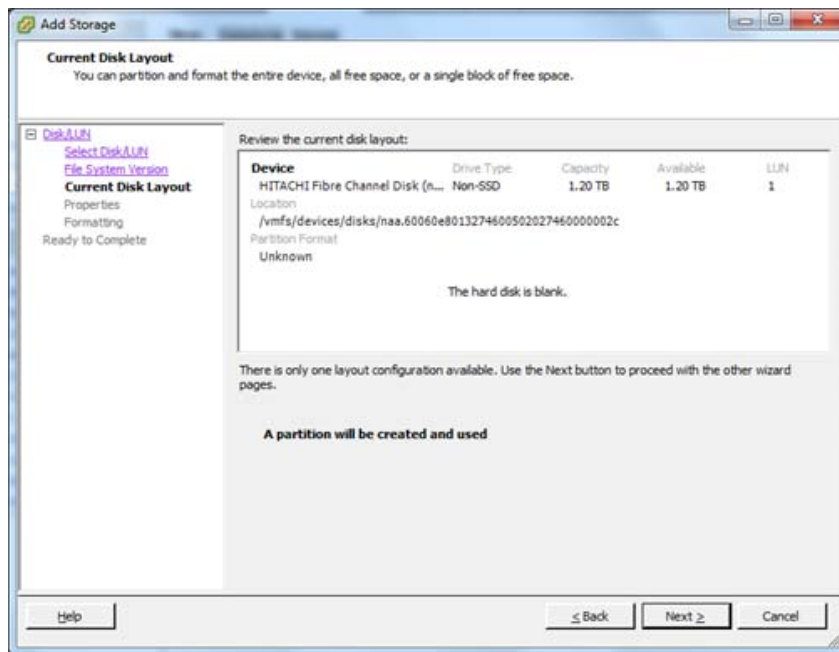 Add Storage
Current Disk Layout
You can partition and format the entire device, all free space, or a single block of free space.
Disk/LUN
Select Disk/LUN
File System Version
Current Disk Layout
Properties
Formatting
Ready to Complete
Review the current disk layout:
Device Drive Type Capacity Available LUN
HITACHI Fibre Channel Disk (n... Non-SSD 1.20 TB 1.20 TB 1
Location
/vmfs/devices/disks/naa.60060e8013274600502027460000002c
Partition Format
Unknown
The hard disk is blank.
There is only one layout configuration available. Use the Next button to proceed with the other wizard
pages.
A partition will be created and used
Help < Back Next > Cancel